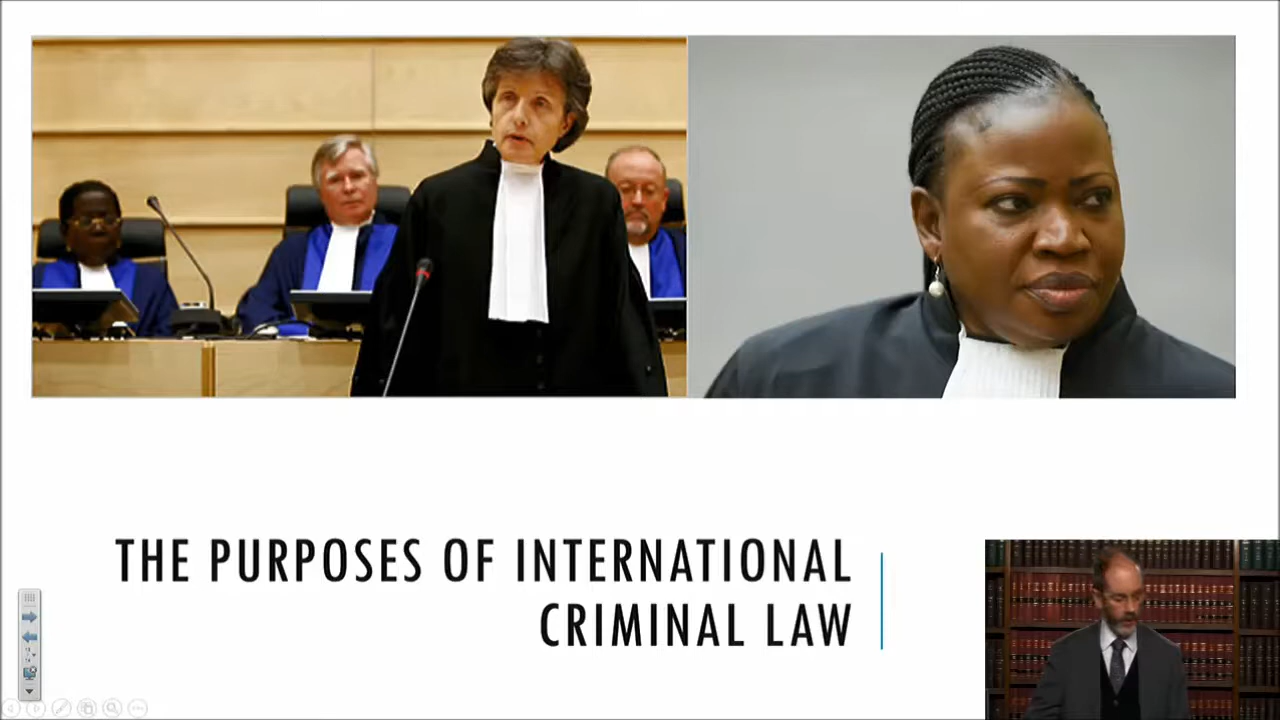 THE PURPOSES OF INTERNATIONAL
CRIMINAL LAW